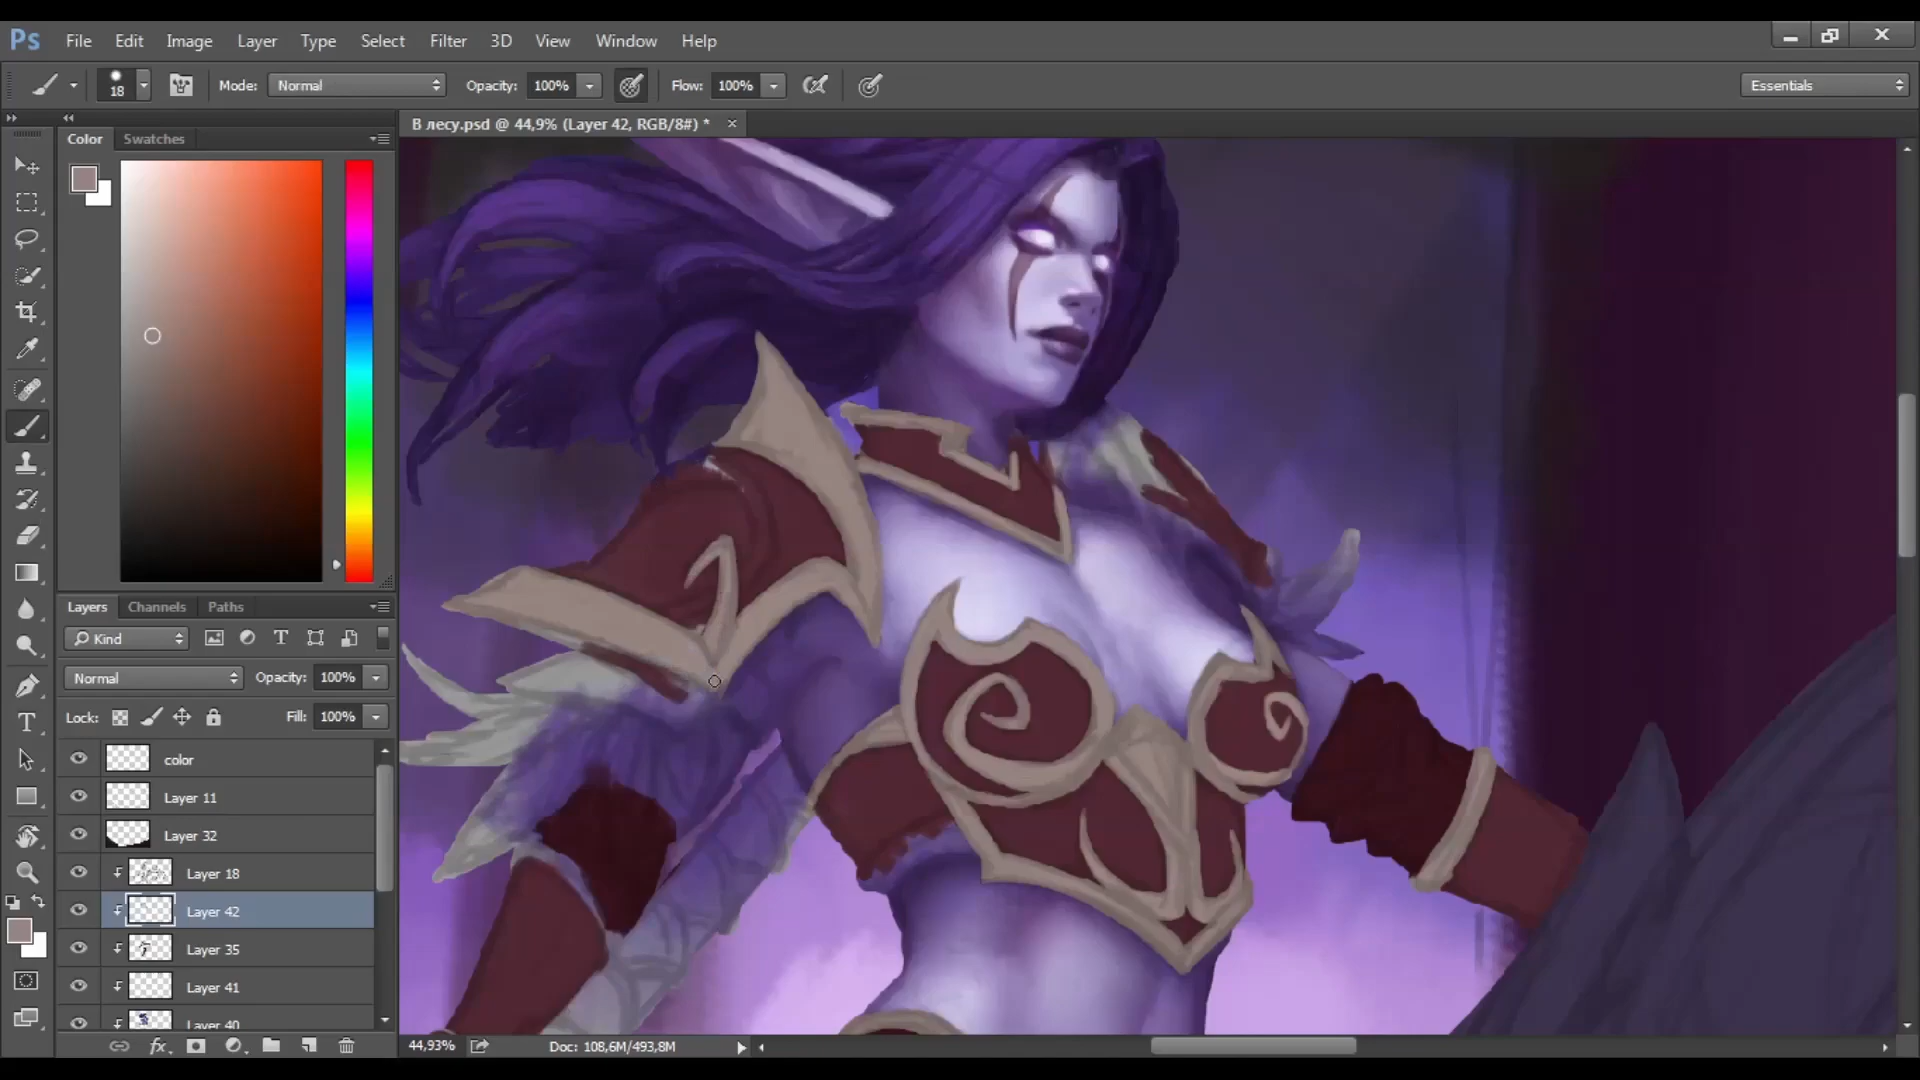 Ps File Edit Image Layer Type Select Filter 3D View Window Help
18 Mode: Normal Opacity: 100% Flow: 100% Essentials
Color Swatches
В лесу.psd @ 44,9% (Layer 42, RGB/8#) * ×
Layers Channels Paths
Kind
Normal Opacity: 100%
Lock: Fill: 100%
color
Layer 11
Layer 32
Layer 18
Layer 42
Layer 35
Layer 41
Layer 40
fx
44,93% Doc: 108,6M/493,8M